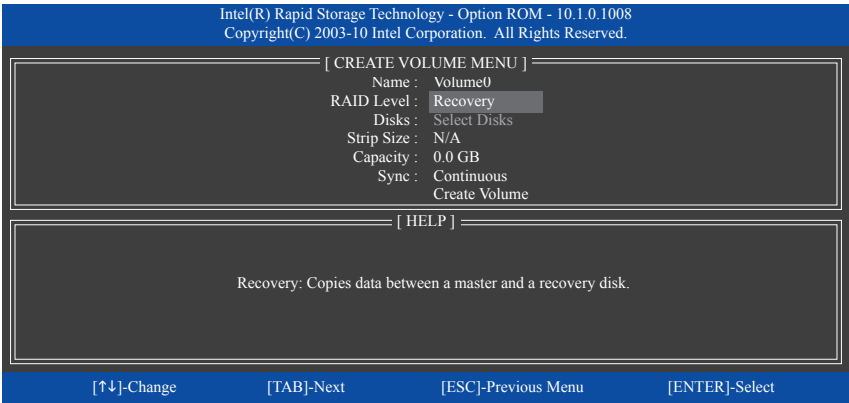 Intel(R) Rapid Storage Technology - Option ROM - 10.1.0.1008
Copyright(C) 2003-10 Intel Corporation. All Rights Reserved.
[ CREATE VOLUME MENU ]
Name : Volume0
RAID Level : Recovery
Disks : Select Disks
Strip Size : N/A
Capacity : 0.0 GB
Sync : Continuous
Create Volume
[ HELP ]
Recovery: Copies data between a master and a recovery disk.
[↑↓]-Change [TAB]-Next [ESC]-Previous Menu [ENTER]-Select